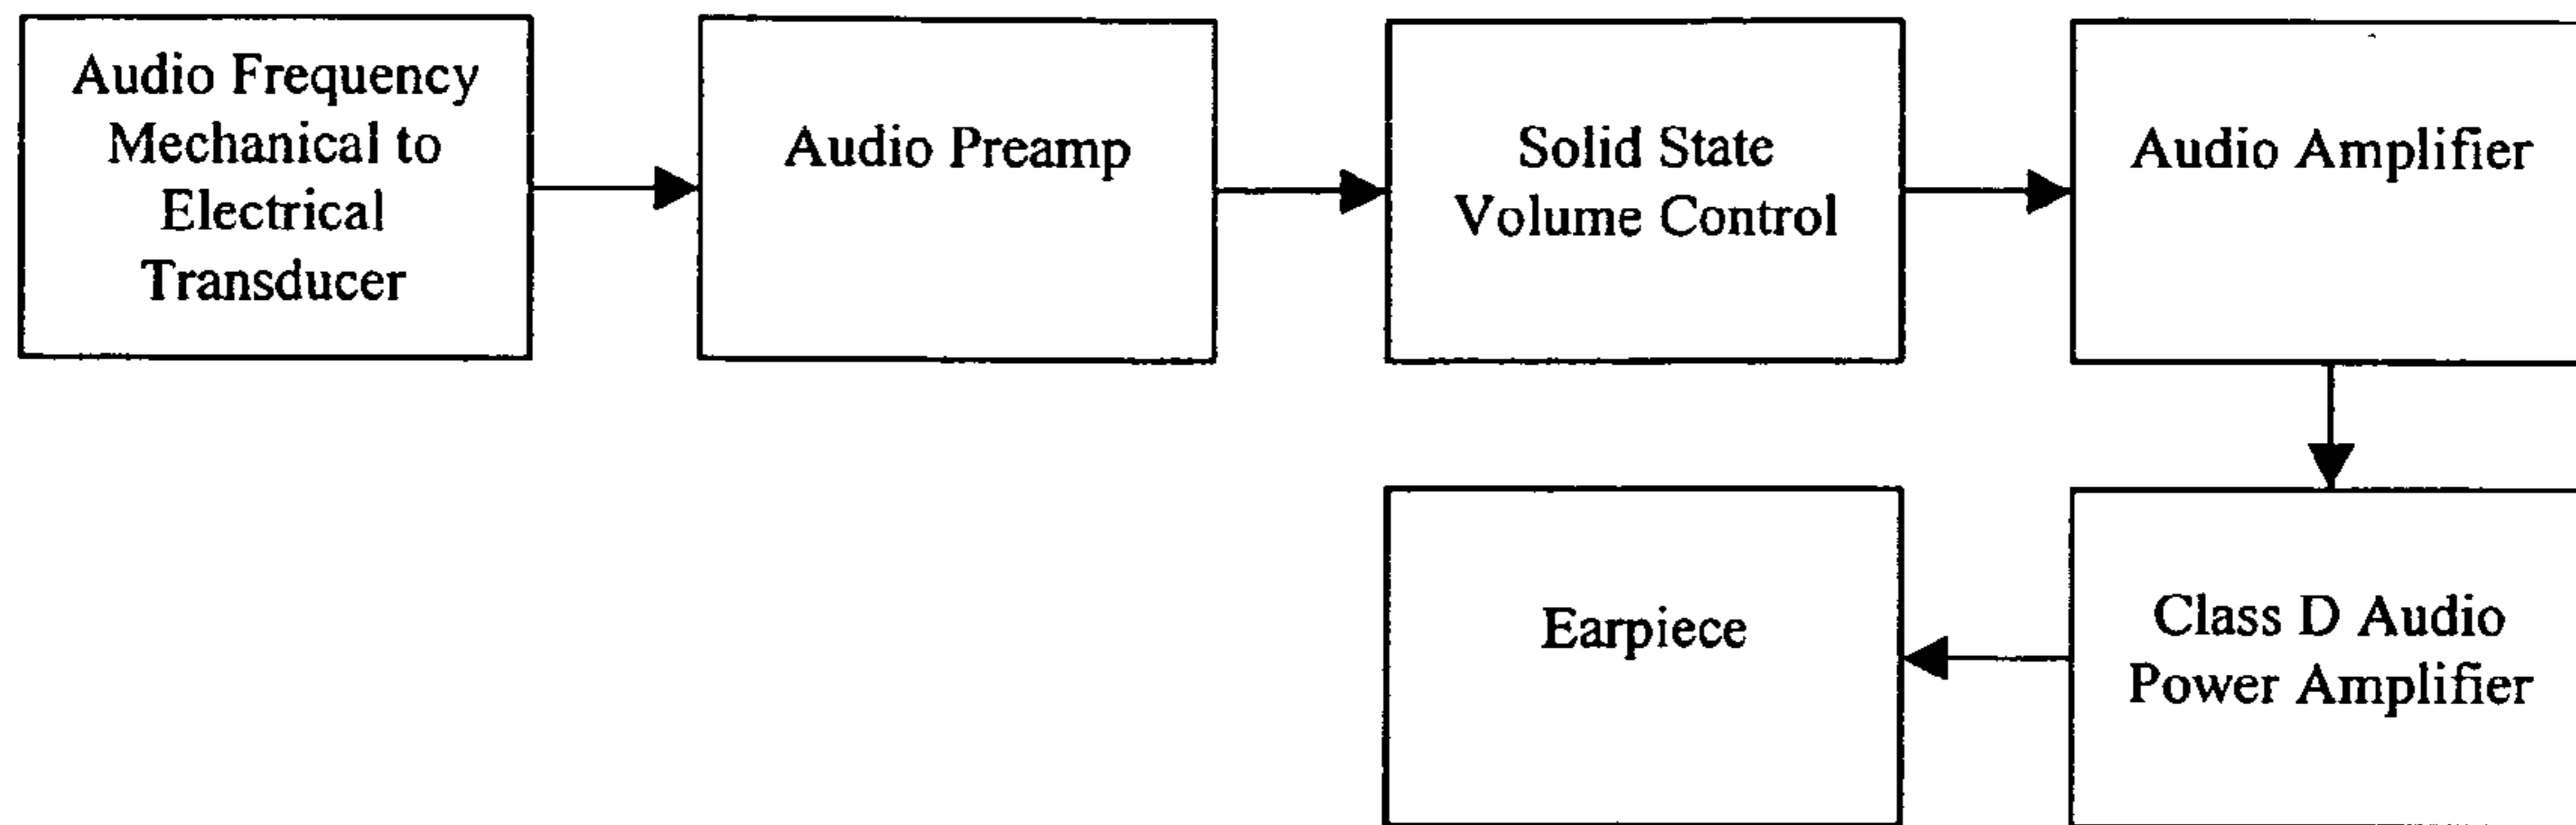 Audio Frequency
Mechanical to
Electrical
Transducer
Audio Preamp
Solid State
Volume Control
Audio Amplifier
Earpiece
Class D Audio
Power Amplifier